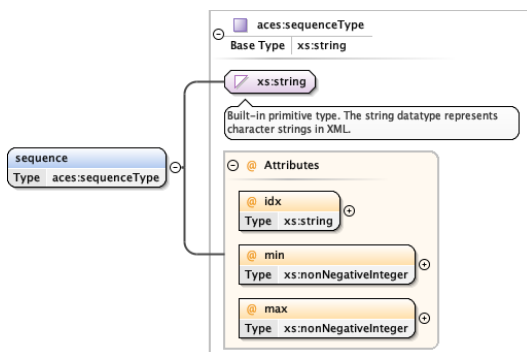 aces:sequenceType
Base Type xs:string
xs:string
Built-in primitive type. The string datatype represents
character strings in XML.
sequence
Type aces:sequenceType
@ Attributes
@ idx
Type xs:string
@ min
Type xs:nonNegativeInteger
@ max
Type xs:nonNegativeInteger